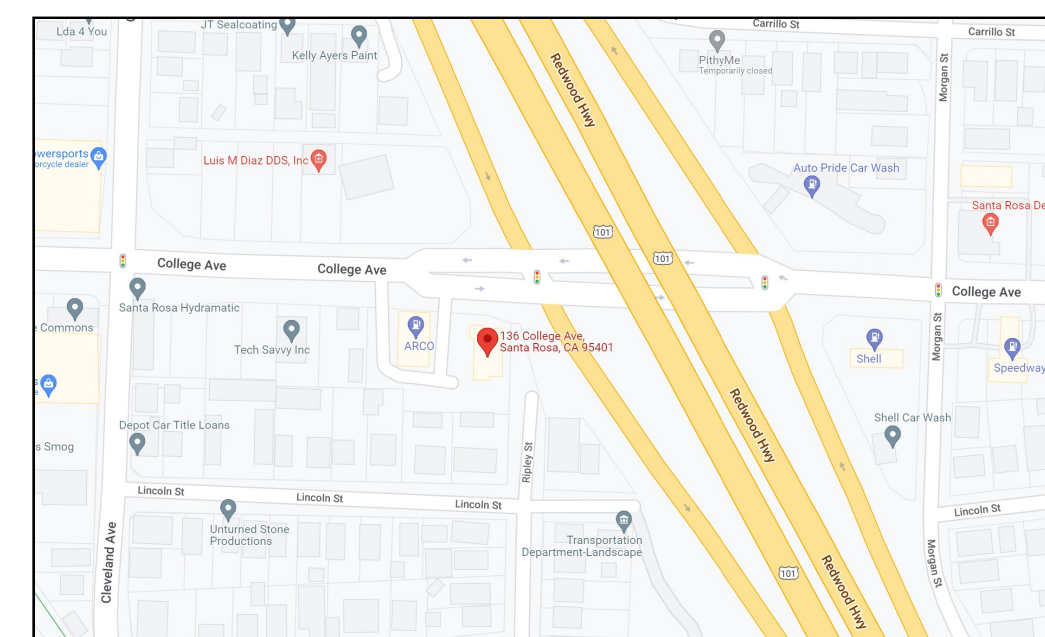 Carrillo St
Carrillo St
JT Sealcoating
Lda 4 You
Kelly Ayers Paint
PithyMe
Temporarily closed
Redwood Hwy
Morgan St
owersports
orcycle dealer
Luis M Diaz DDS, Inc
Auto Pride Car Wash
Santa Rosa De
101
101
College Ave
College Ave
College Ave
Santa Rosa Hydramatic
e Commons
Tech Savvy Inc
ARCO
136 College Ave,
Santa Rosa, CA 95401
Morgan St
Shell
Speedway
Redwood Hwy
Depot Car Title Loans
Shell Car Wash
s Smog
Ripley St
Lincoln St
Lincoln St
Lincoln St
Lincoln St
Unturned Stone
Productions
Transportation
Department-Landscape
Cleveland Ave
101
Redwood Hwy
Morgan St